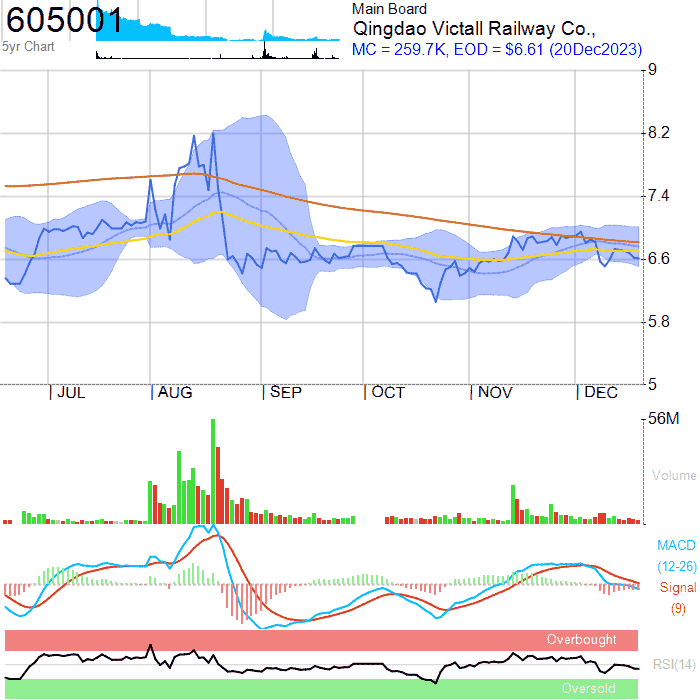 605001
5yr Chart
Main Board
Qingdao Victall Railway Co.,
MC = 259.7K, EOD = $6.61 (20Dec2023)
9
8.2
7.4
6.6
5.8
5
JUL AUG SEP OCT NOV DEC
56M
Volume
MACD
(12-26)
Signal
(9)
Overbought
RSI(14)
Oversold